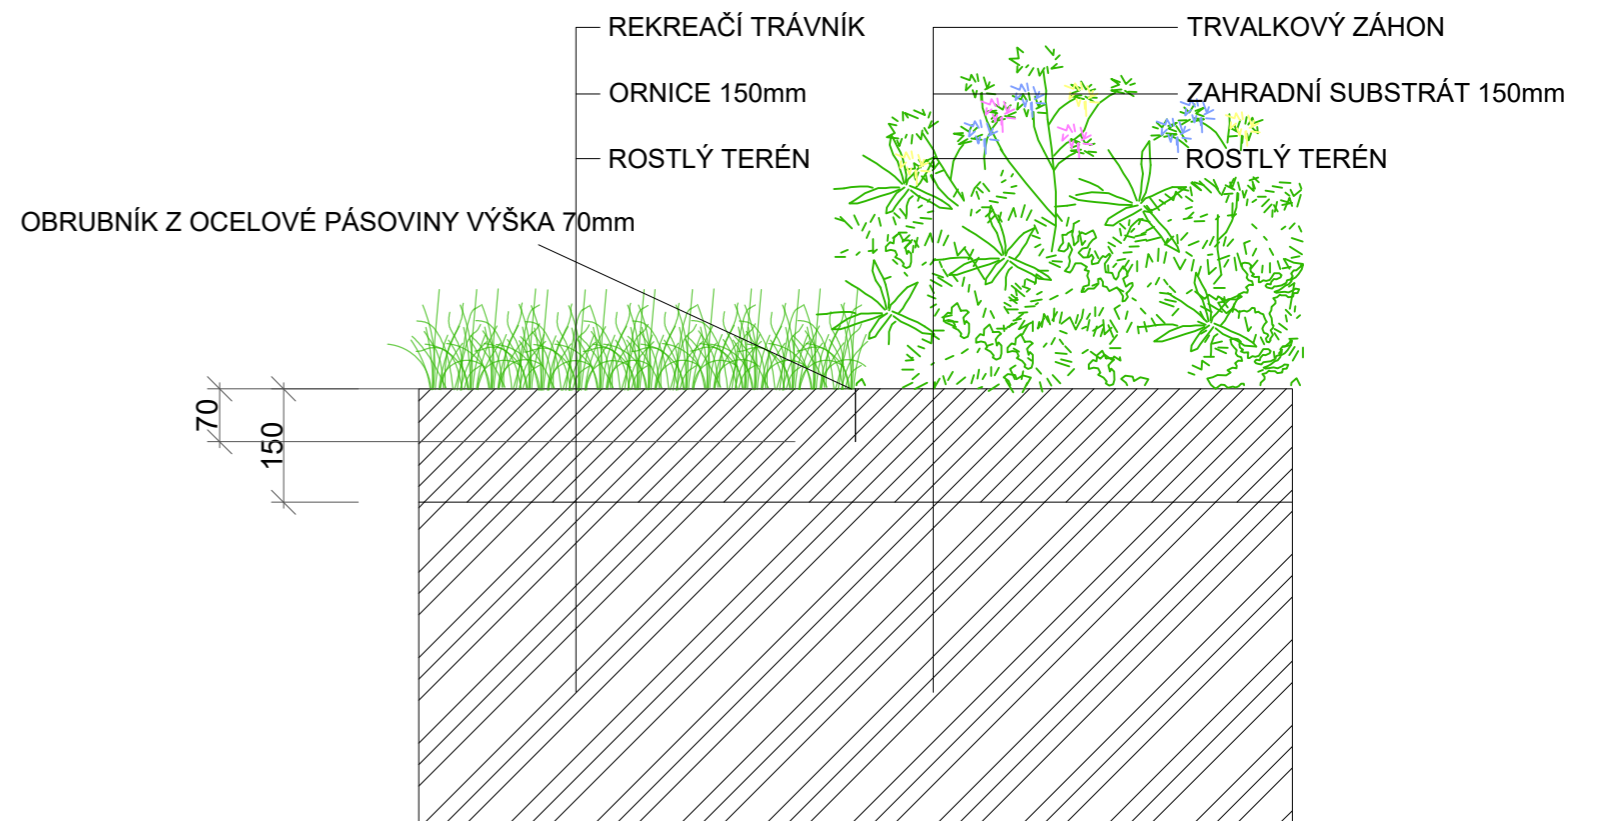 REKREAČÍ TRÁVNÍK
ORNICE 150mm
ROSTLÝ TERÉN
TRVALKOVÝ ZÁHON
ZAHRADNÍ SUBSTRÁT 150mm
ROSTLÝ TERÉN
OBRUBNÍK Z OCELOVÉ PÁSOVINY VÝŠKA 70mm
70
150